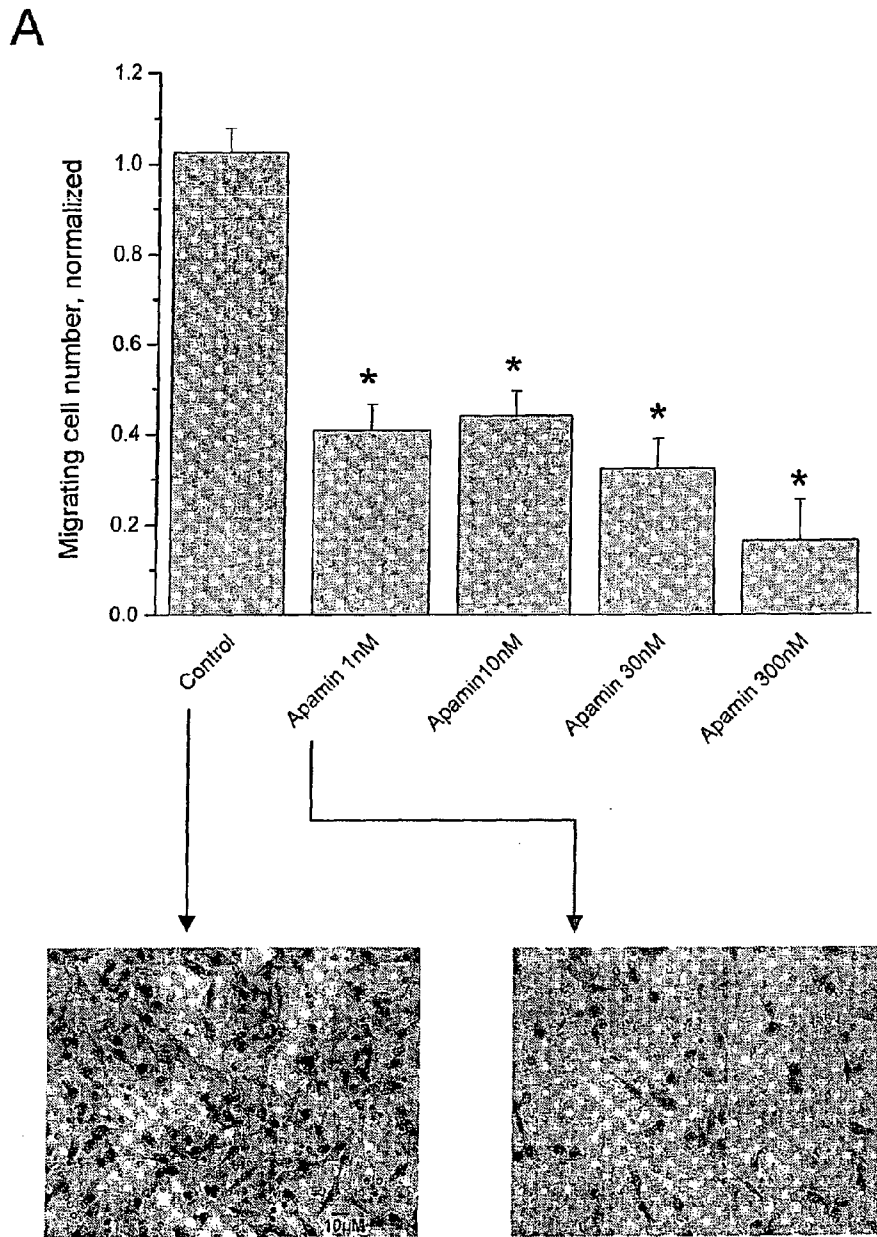 A
1.2
1.0
0.8
0.6
0.4
0.2
0.0
Migrating cell number, normalized
*
*
*
*
Control
Apamin 1nM
Apamin10nM
Apamin 30nM
Apamin 300nM
10µM